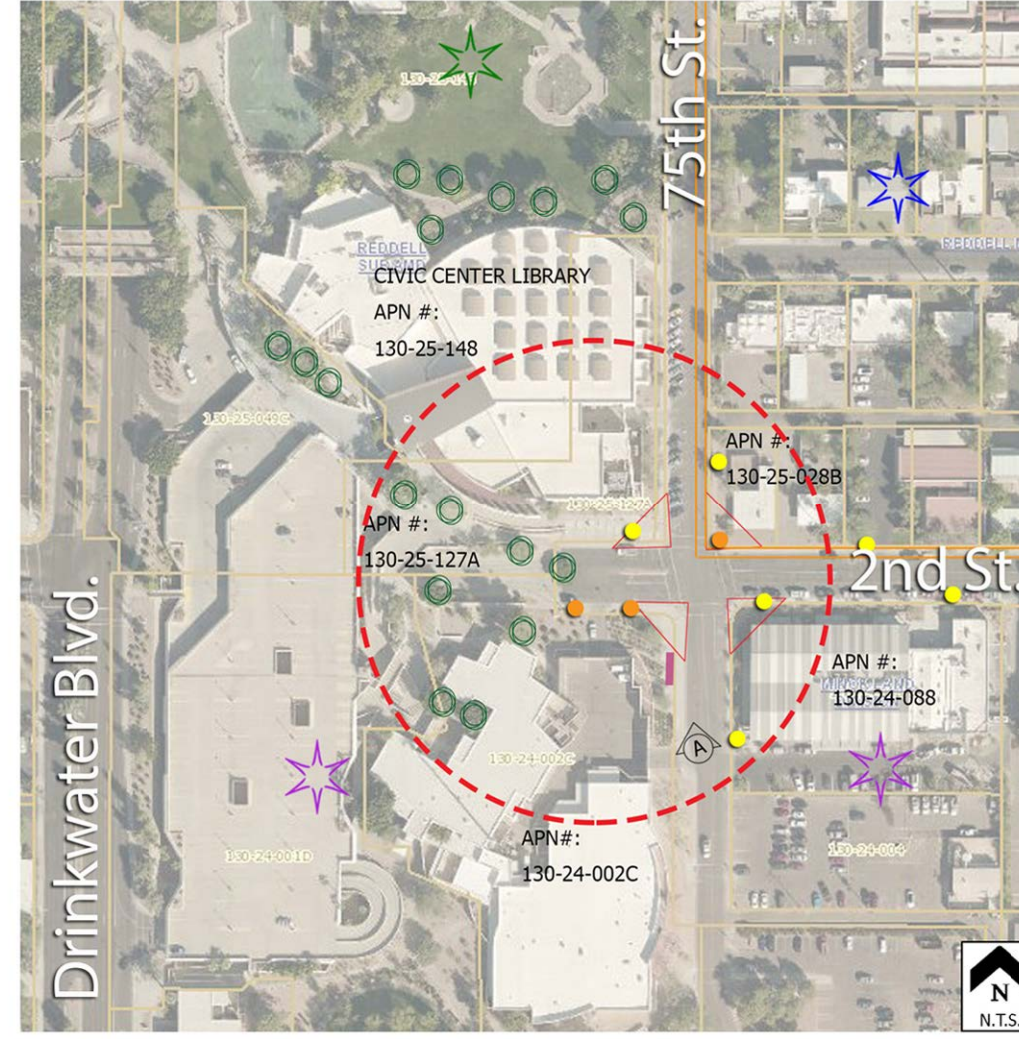 75th St.
REDDELL
CIVIC CENTER LIBRARY
APN #:
130-25-148
130-25-049C
APN #:
130-25-028B
130-25-127A
APN #:
130-25-127A
2nd St.
Drinkwater Blvd.
APN #:
130-24-088
A
130-24-002C
APN#:
130-24-002C
130-24-001D
130-24-004
N
N.T.S.